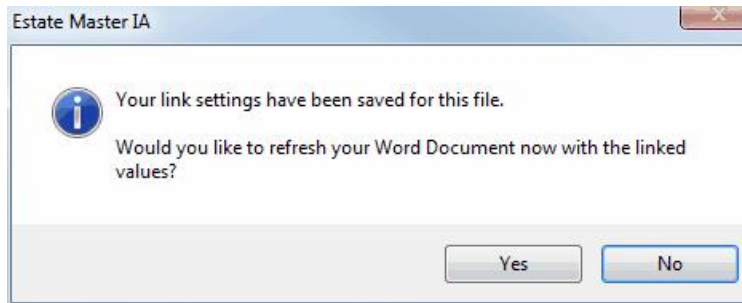 Estate Master IA
Your link settings have been saved for this file.
Would you like to refresh your Word Document now with the linked
values?
Yes
No